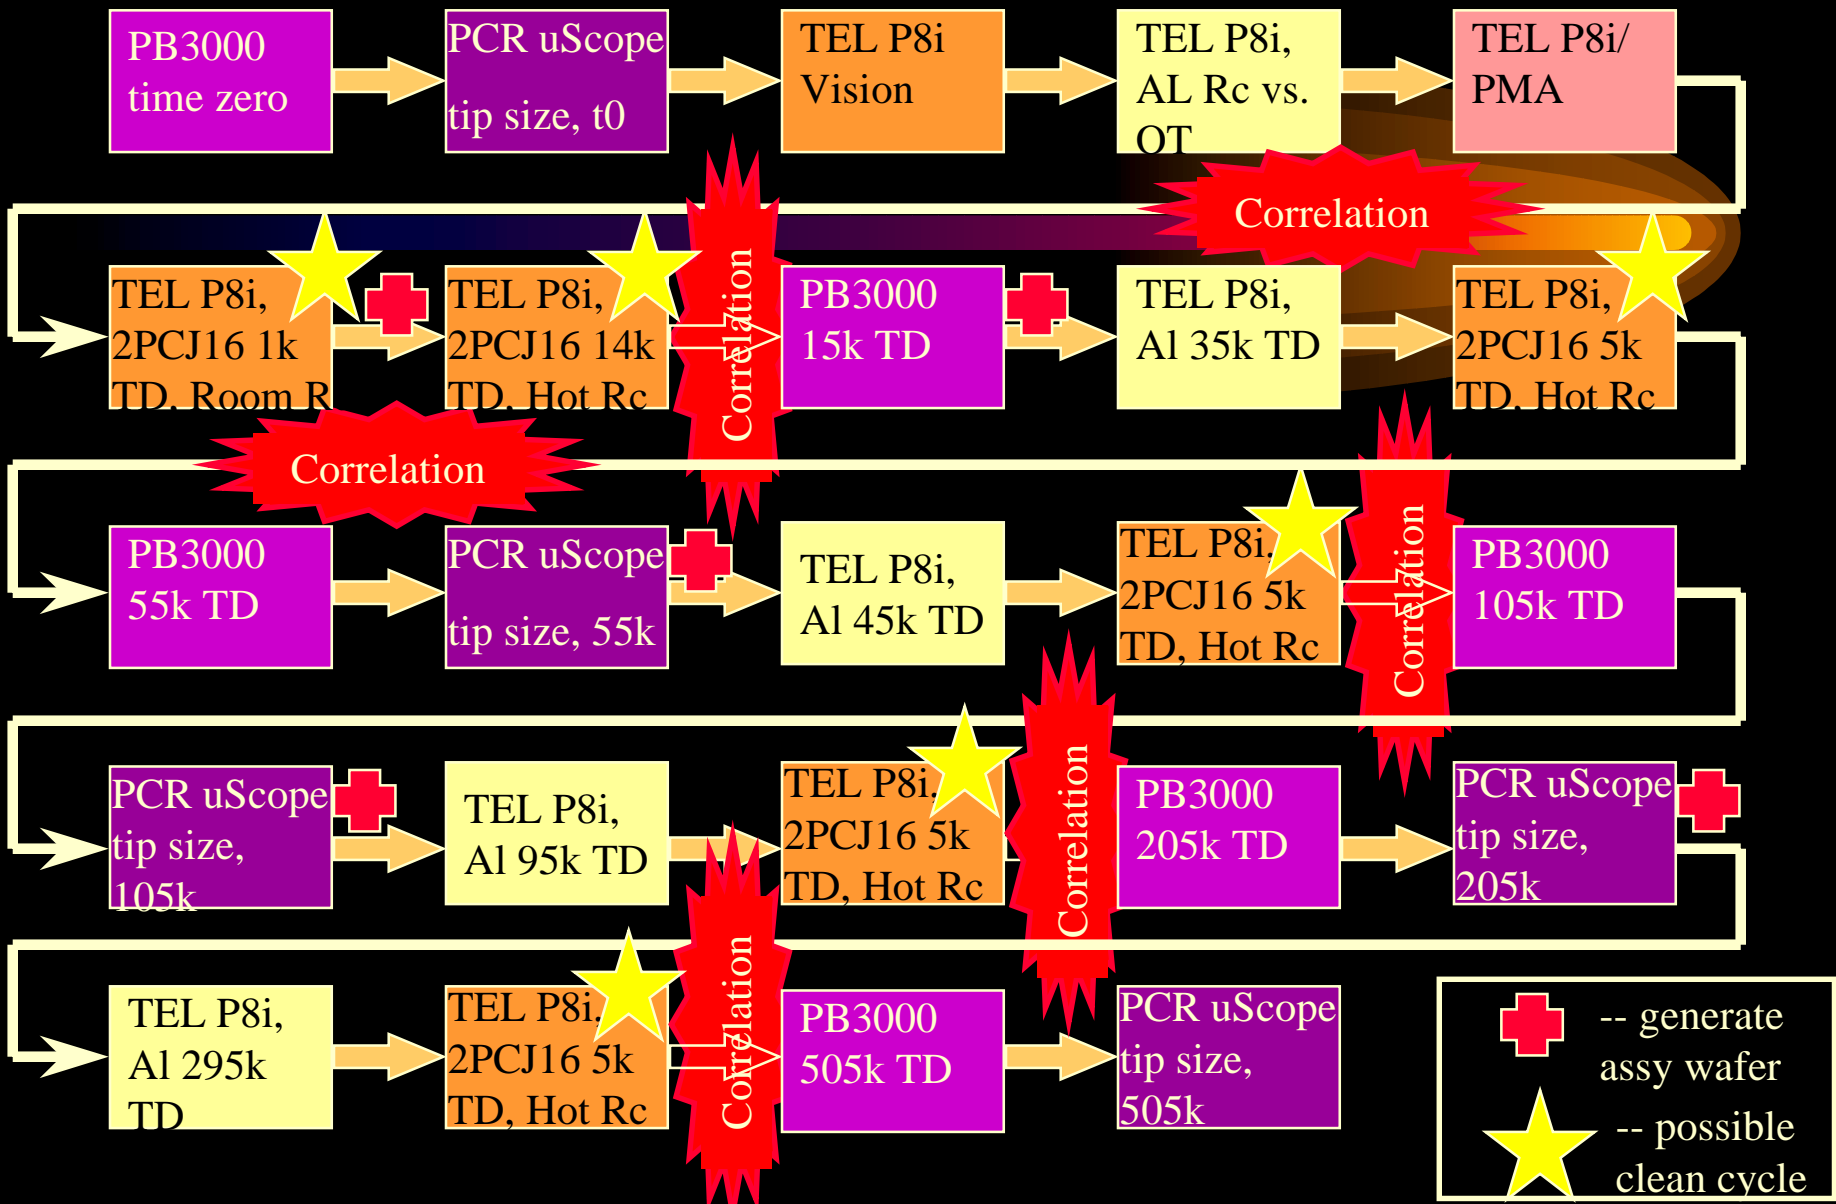 PB3000
time zero
PCR uScope
tip size, t0
TEL P8i
Vision
TEL P8i,
AL Rc vs.
OT
TEL P8i/
PMA
Correlation
TEL P8i,
2PCJ16 1k
TD, Room R
TEL P8i,
2PCJ16 14k
TD, Hot Rc
Correlation
PB3000
15k TD
TEL P8i,
Al 35k TD
TEL P8i,
2PCJ16 5k
TD, Hot Rc
Correlation
PB3000
55k TD
PCR uScope
tip size, 55k
TEL P8i,
Al 45k TD
TEL P8i,
2PCJ16 5k
TD, Hot Rc
Correlation
PB3000
105k TD
PCR uScope
tip size,
105k
TEL P8i,
Al 95k TD
TEL P8i,
2PCJ16 5k
TD, Hot Rc
Correlation
PB3000
205k TD
PCR uScope
tip size,
205k
TEL P8i,
Al 295k
TD
TEL P8i,
2PCJ16 5k
TD, Hot Rc
Correlation
PB3000
505k TD
PCR uScope
tip size,
505k
-- generate
assy wafer
-- possible
clean cycle